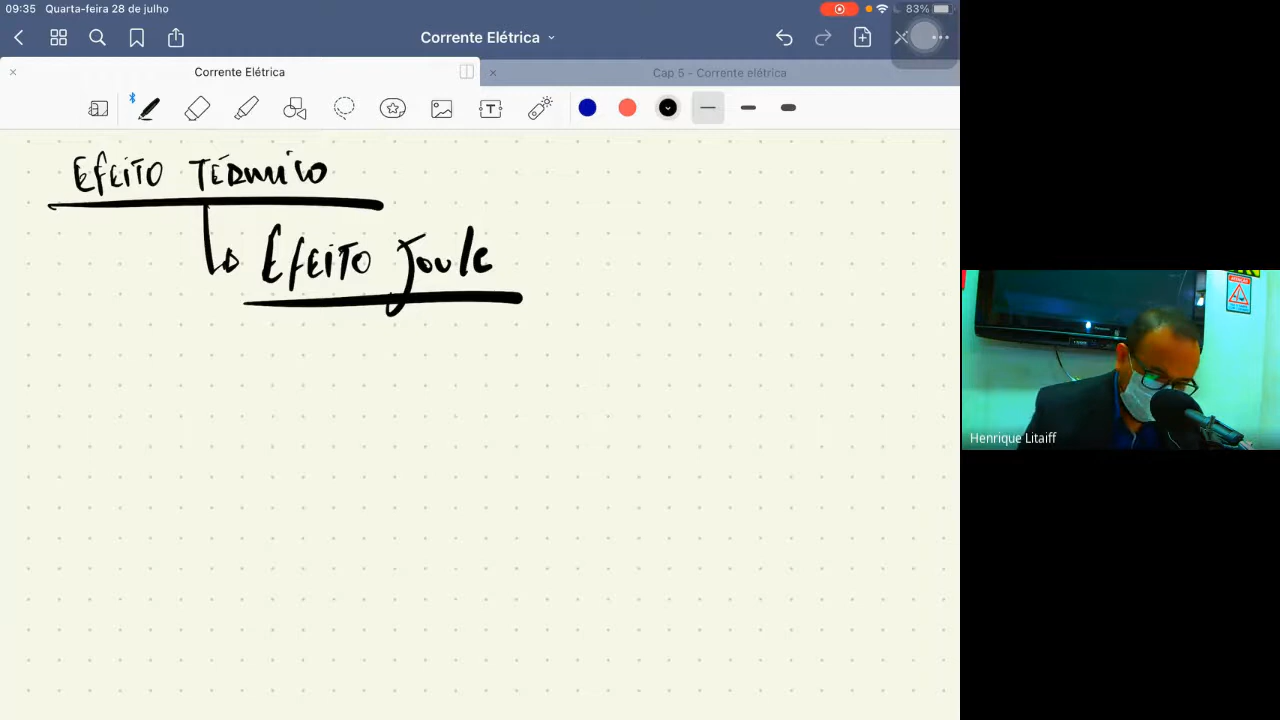 09:35 Quarta-feira 28 de julho
83%
Corrente Elétrica
Corrente Elétrica
Cap 5 - Corrente elétrica
T
EFEITO TÉRMICO
EFEITO Joule
Henrique Litaiff